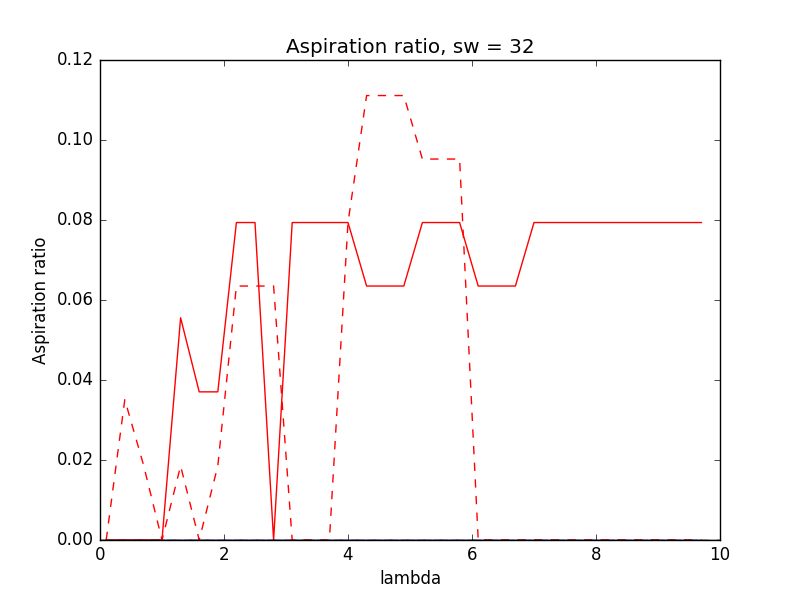 Aspiration ratio, sw = 32
0.12
0.10
0.08
0.06
0.04
0.02
0.00
Aspiration ratio
0 2 4 6 8 10
lambda